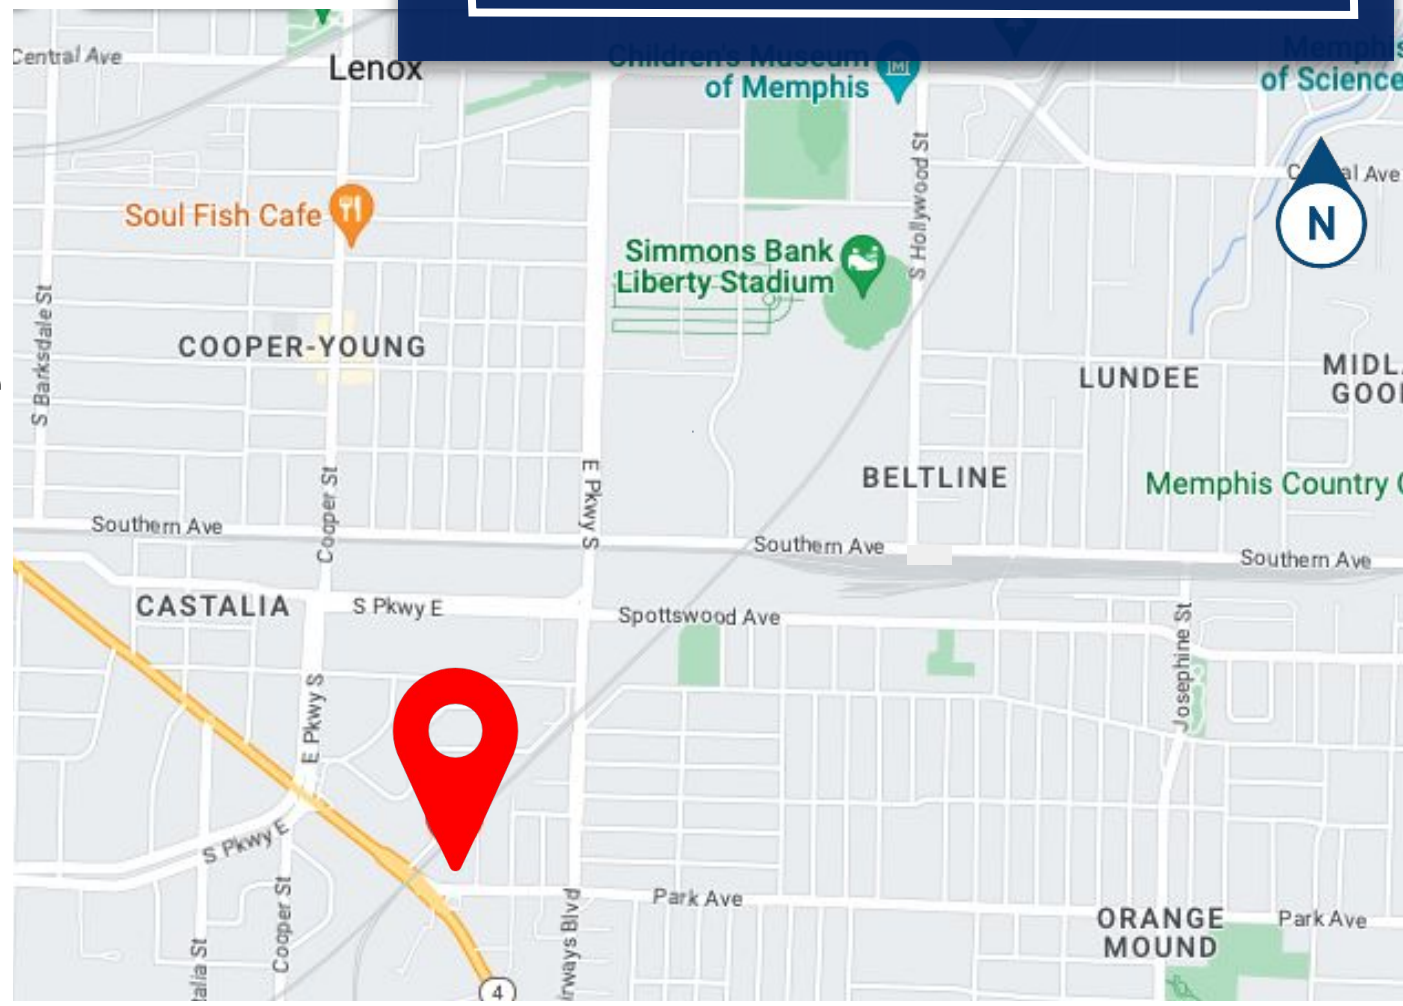 Central Ave
Lenox
Children's Museum
of Memphis
Memphis
of Science
Soul Fish Cafe
S Hollywood St
N
Simmons Bank
Liberty Stadium
S Barksdale St
COOPER-YOUNG
LUNDEE
BELTLINE
Memphis Country
Cooper St
E Pkwy S
Southern Ave
Southern Ave
Southern Ave
CASTALIA
S Pkwy E
Spottswood Ave
Josephine St
E Pkwy S
S Pkwy E
Cooper St
Park Ave
ORANGE
MOUND
Park Ave
4